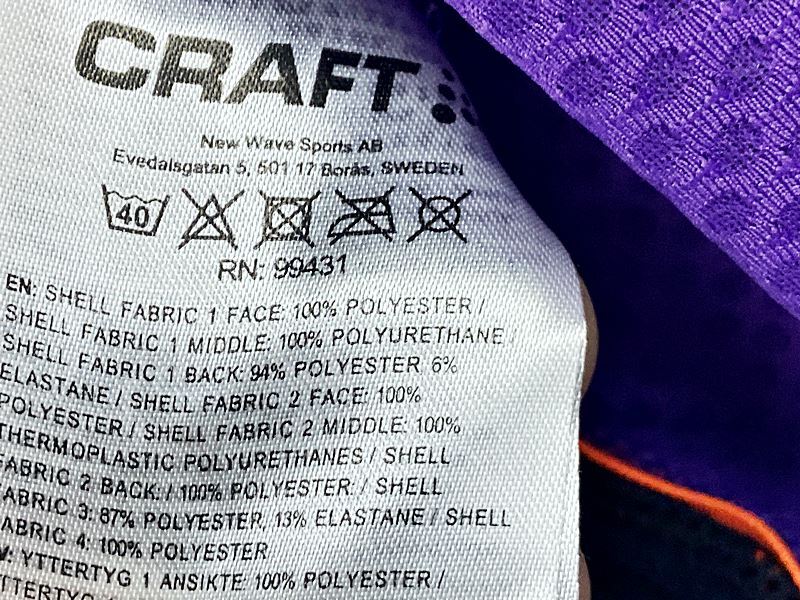 CRAFT
New Wave Sports AB
Evedalsgatan 5, 501 17 Borås, SWEDEN
40
RN: 99431
EN: SHELL FABRIC 1 FACE: 100% POLYESTER /
SHELL FABRIC 1 MIDDLE: 100% POLYURETHANE /
SHELL FABRIC 1 BACK: 94% POLYESTER, 6%
ELASTANE / SHELL FABRIC 2 FACE: 100%
POLYESTER / SHELL FABRIC 2 MIDDLE: 100%
THERMOPLASTIC POLYURETHANES / SHELL
FABRIC 2 BACK: / 100% POLYESTER: / SHELL
FABRIC 3: 87% POLYESTER, 13% ELASTANE / SHELL
FABRIC 4: 100% POLYESTER
YTTERTYG 1 ANSIKTE: 100% POLYESTER /